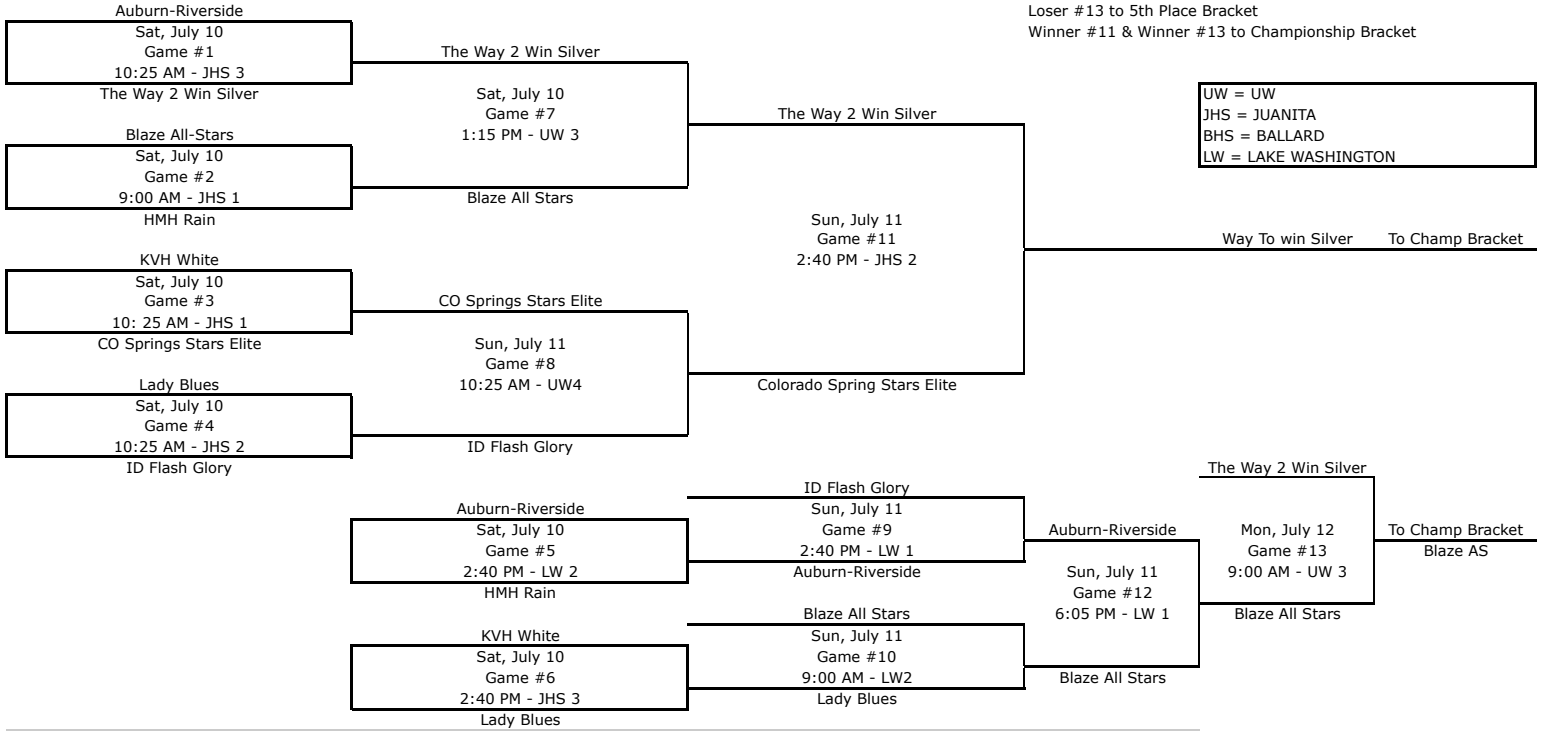 Auburn-Riverside
Sat, July 10
Game #1
10:25 AM - JHS 3
The Way 2 Win Silver
Blaze All-Stars
Sat, July 10
Game #2
9:00 AM - JHS 1
HMH Rain
KVH White
Sat, July 10
Game #3
10: 25 AM - JHS 1
CO Springs Stars Elite
Lady Blues
Sat, July 10
Game #4
10:25 AM - JHS 2
ID Flash Glory
The Way 2 Win Silver
Sat, July 10
Game #7
1:15 PM - UW 3
Blaze All Stars
CO Springs Stars Elite
Sun, July 11
Game #8
10:25 AM - UW4
ID Flash Glory
Auburn-Riverside
Sat, July 10
Game #5
2:40 PM - LW 2
HMH Rain
KVH White
Sat, July 10
Game #6
2:40 PM - JHS 3
Lady Blues
The Way 2 Win Silver
Sun, July 11
Game #11
2:40 PM - JHS 2
Colorado Spring Stars Elite
ID Flash Glory
Sun, July 11
Game #9
2:40 PM - LW 1
Auburn-Riverside
Blaze All Stars
Sun, July 11
Game #10
9:00 AM - LW2
Lady Blues
Loser #13 to 5th Place Bracket
Winner #11 & Winner #13 to Championship Bracket
UW = UW
JHS = JUANITA
BHS = BALLARD
LW = LAKE WASHINGTON
Way To win Silver To Champ Bracket
Auburn-Riverside
Sun, July 11
Game #12
6:05 PM - LW 1
Blaze All Stars
The Way 2 Win Silver
Mon, July 12
Game #13
9:00 AM - UW 3
Blaze All Stars
To Champ Bracket
Blaze AS